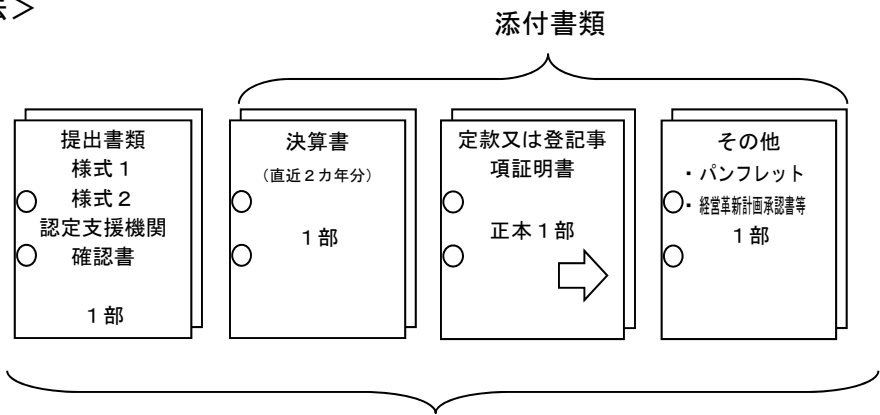 ＞
添付書類
提出書類
様式１
様式２
認定支援機関
確認書
１部
決算書
（直近２カ年分）
１部
定款又は登記事
項証明書
正本１部
その他
・パンフレット
・経営革新計画承認書等
１部